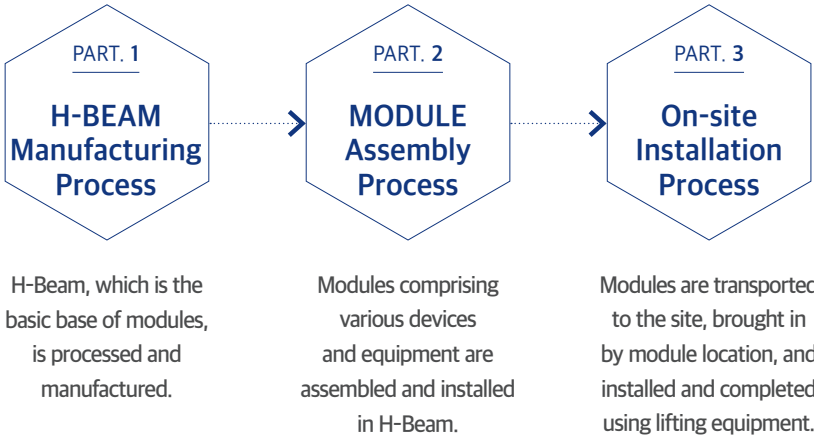 PART. 1
H-BEAM
Manufacturing
Process
H-Beam, which is the
basic base of modules,
is processed and
manufactured.
PART. 2
MODULE
Assembly
Process
Modules comprising
various devices
and equipment are
assembled and installed
in H-Beam.
PART. 3
On-site
Installation
Process
Modules are transported
to the site, brought in
by module location, and
installed and completed
using lifting equipment.